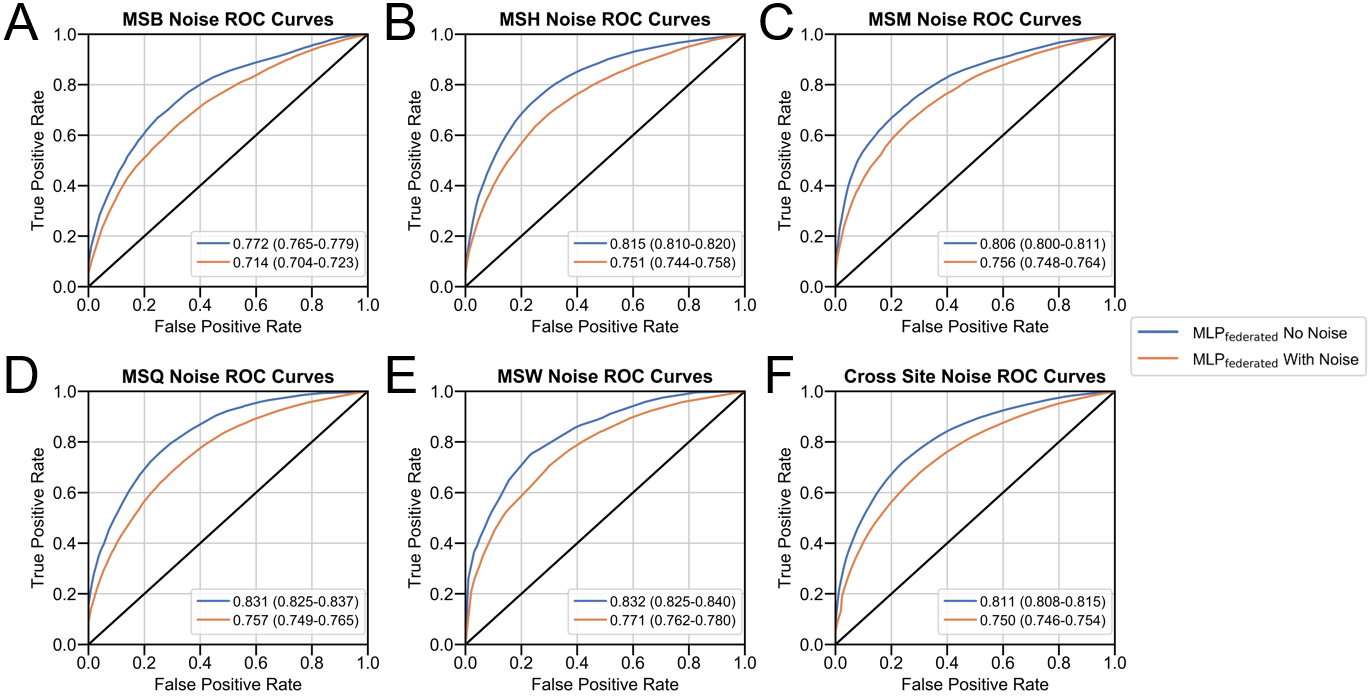 A
MSB Noise ROC Curves
True Positive Rate
1.0
0.8
0.6
0.4
0.2
0.0
0.772 (0.765-0.779)
0.714 (0.704-0.723)
0.0 0.2 0.4 0.6 0.8 1.0
False Positive Rate
B
MSH Noise ROC Curves
True Positive Rate
1.0
0.8
0.6
0.4
0.2
0.0
0.815 (0.810-0.820)
0.751 (0.744-0.758)
0.0 0.2 0.4 0.6 0.8 1.0
False Positive Rate
C
MSM Noise ROC Curves
True Positive Rate
1.0
0.8
0.6
0.4
0.2
0.0
0.806 (0.800-0.811)
0.756 (0.748-0.764)
0.0 0.2 0.4 0.6 0.8 1.0
False Positive Rate
MLPfederated No Noise
MLPfederated With Noise
D
MSQ Noise ROC Curves
True Positive Rate
1.0
0.8
0.6
0.4
0.2
0.0
0.831 (0.825-0.837)
0.757 (0.749-0.765)
0.0 0.2 0.4 0.6 0.8 1.0
False Positive Rate
E
MSW Noise ROC Curves
True Positive Rate
1.0
0.8
0.6
0.4
0.2
0.0
0.832 (0.825-0.840)
0.771 (0.762-0.780)
0.0 0.2 0.4 0.6 0.8 1.0
False Positive Rate
F
Cross Site Noise ROC Curves
True Positive Rate
1.0
0.8
0.6
0.4
0.2
0.0
0.811 (0.808-0.815)
0.750 (0.746-0.754)
0.0 0.2 0.4 0.6 0.8 1.0
False Positive Rate